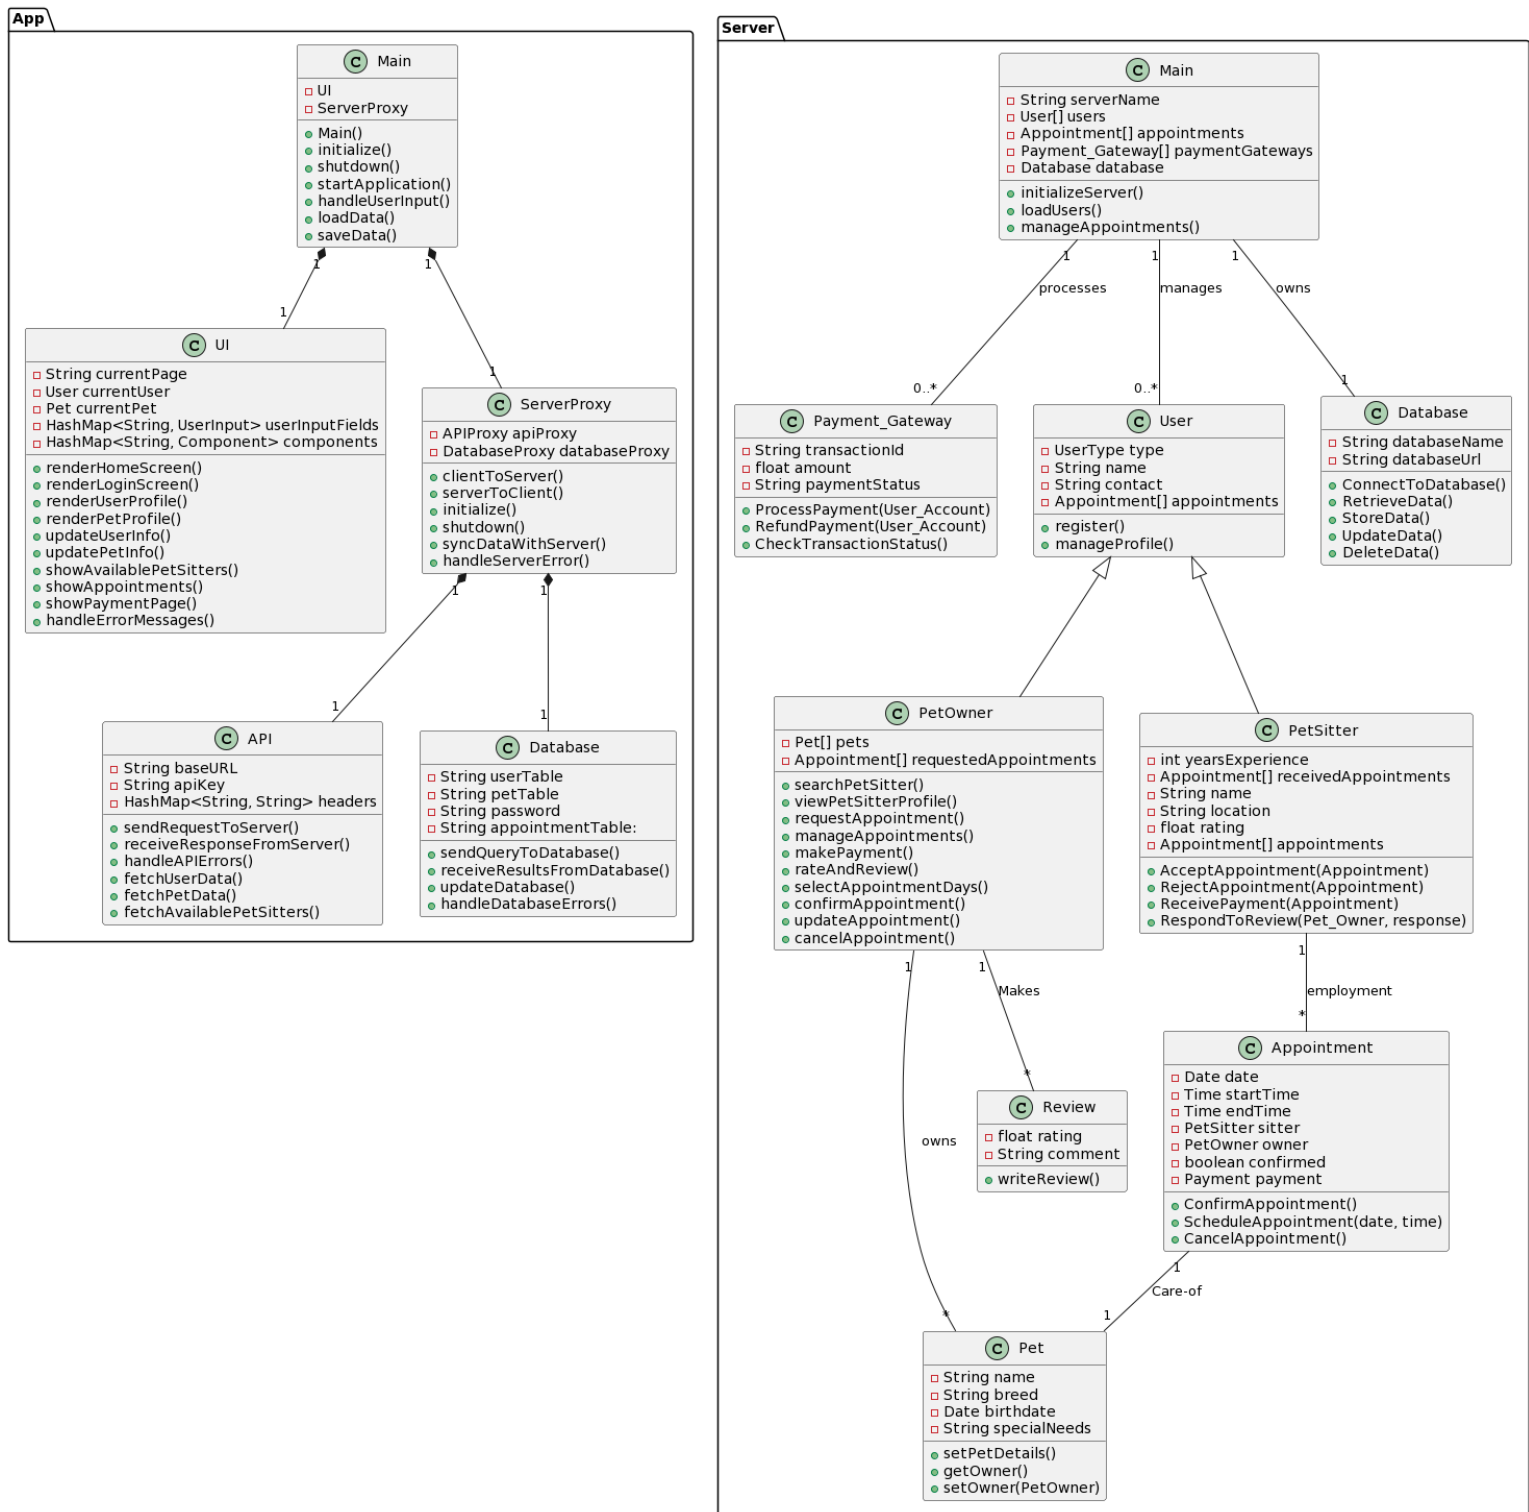 App
C Main
UI
ServerProxy
Main()
initialize()
shutdown()
startApplication()
handleUserInput()
loadData()
saveData()
1
1
1
1
C UI
String currentPage
User currentUser
Pet currentPet
HashMap<String, UserInput> userInputFields
HashMap<String, Component> components
renderHomeScreen()
renderLoginScreen()
renderUserProfile()
renderPetProfile()
updateUserInfo()
updatePetInfo()
showAvailablePetSitters()
showAppointments()
showPaymentPage()
handleErrorMessages()
C ServerProxy
APIProxy apiProxy
DatabaseProxy databaseProxy
clientToServer()
serverToClient()
initialize()
shutdown()
syncDataWithServer()
handleServerError()
1
1
1
1
C API
String baseURL
String apiKey
HashMap<String, String> headers
sendRequestToServer()
receiveResponseFromServer()
handleAPIErrors()
fetchUserData()
fetchPetData()
fetchAvailablePetSitters()
C Database
String userTable
String petTable
String password
String appointmentTable:
sendQueryToDatabase()
receiveResultsFromDatabase()
updateDatabase()
handleDatabaseErrors()
Server
C Main
String serverName
User[] users
Appointment[] appointments
Payment_Gateway[] paymentGateways
Database database
initializeServer()
loadUsers()
manageAppointments()
1
1
1
processes
manages
owns
0..*
0..*
1
C Payment_Gateway
String transactionId
float amount
String paymentStatus
ProcessPayment(User_Account)
RefundPayment(User_Account)
CheckTransactionStatus()
C User
UserType type
String name
String contact
Appointment[] appointments
register()
manageProfile()
C Database
String databaseName
String databaseUrl
ConnectToDatabase()
RetrieveData()
StoreData()
UpdateData()
DeleteData()
C PetOwner
Pet[] pets
Appointment[] requestedAppointments
searchPetSitter()
viewPetSitterProfile()
requestAppointment()
manageAppointments()
makePayment()
rateAndReview()
selectAppointmentDays()
confirmAppointment()
updateAppointment()
cancelAppointment()
C PetSitter
int yearsExperience
Appointment[] receivedAppointments
String name
String location
float rating
Appointment[] appointments
AcceptAppointment(Appointment)
RejectAppointment(Appointment)
ReceivePayment(Appointment)
RespondToReview(Pet_Owner, response)
1
1
1
Makes
employment
*
*
C Review
float rating
String comment
writeReview()
owns
C Appointment
Date date
Time startTime
Time endTime
PetSitter sitter
PetOwner owner
boolean confirmed
Payment payment
ConfirmAppointment()
ScheduleAppointment(date, time)
CancelAppointment()
1
Care-of
*
1
C Pet
String name
String breed
Date birthdate
String specialNeeds
setPetDetails()
getOwner()
setOwner(PetOwner)